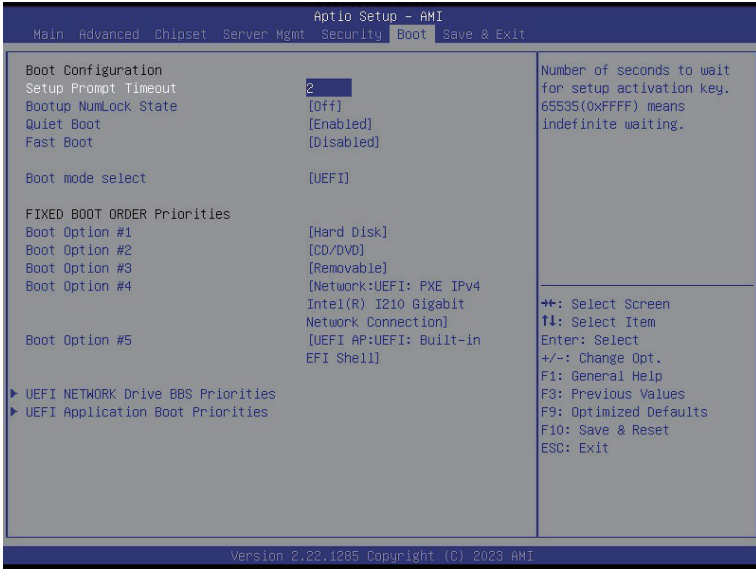 Aptio Setup – AMI
Main Advanced Chipset Server Mgmt Security Boot Save & Exit
Boot Configuration
Setup Prompt Timeout 2
Bootup NumLock State [Off]
Quiet Boot [Enabled]
Fast Boot [Disabled]
Boot mode select [UEFI]
FIXED BOOT ORDER Priorities
Boot Option #1 [Hard Disk]
Boot Option #2 [CD/DVD]
Boot Option #3 [Removable]
Boot Option #4 [Network:UEFI: PXE IPv4
Intel(R) I210 Gigabit
Network Connection]
Boot Option #5 [UEFI AP:UEFI: Built-in
EFI Shell]
UEFI NETWORK Drive BBS Priorities
UEFI Application Boot Priorities
Number of seconds to wait
for setup activation key.
65535(0xFFFF) means
indefinite waiting.
→←: Select Screen
↑↓: Select Item
Enter: Select
+/-: Change Opt.
F1: General Help
F3: Previous Values
F9: Optimized Defaults
F10: Save & Reset
ESC: Exit
Version 2.22.1285 Copyright (C) 2023 AMI